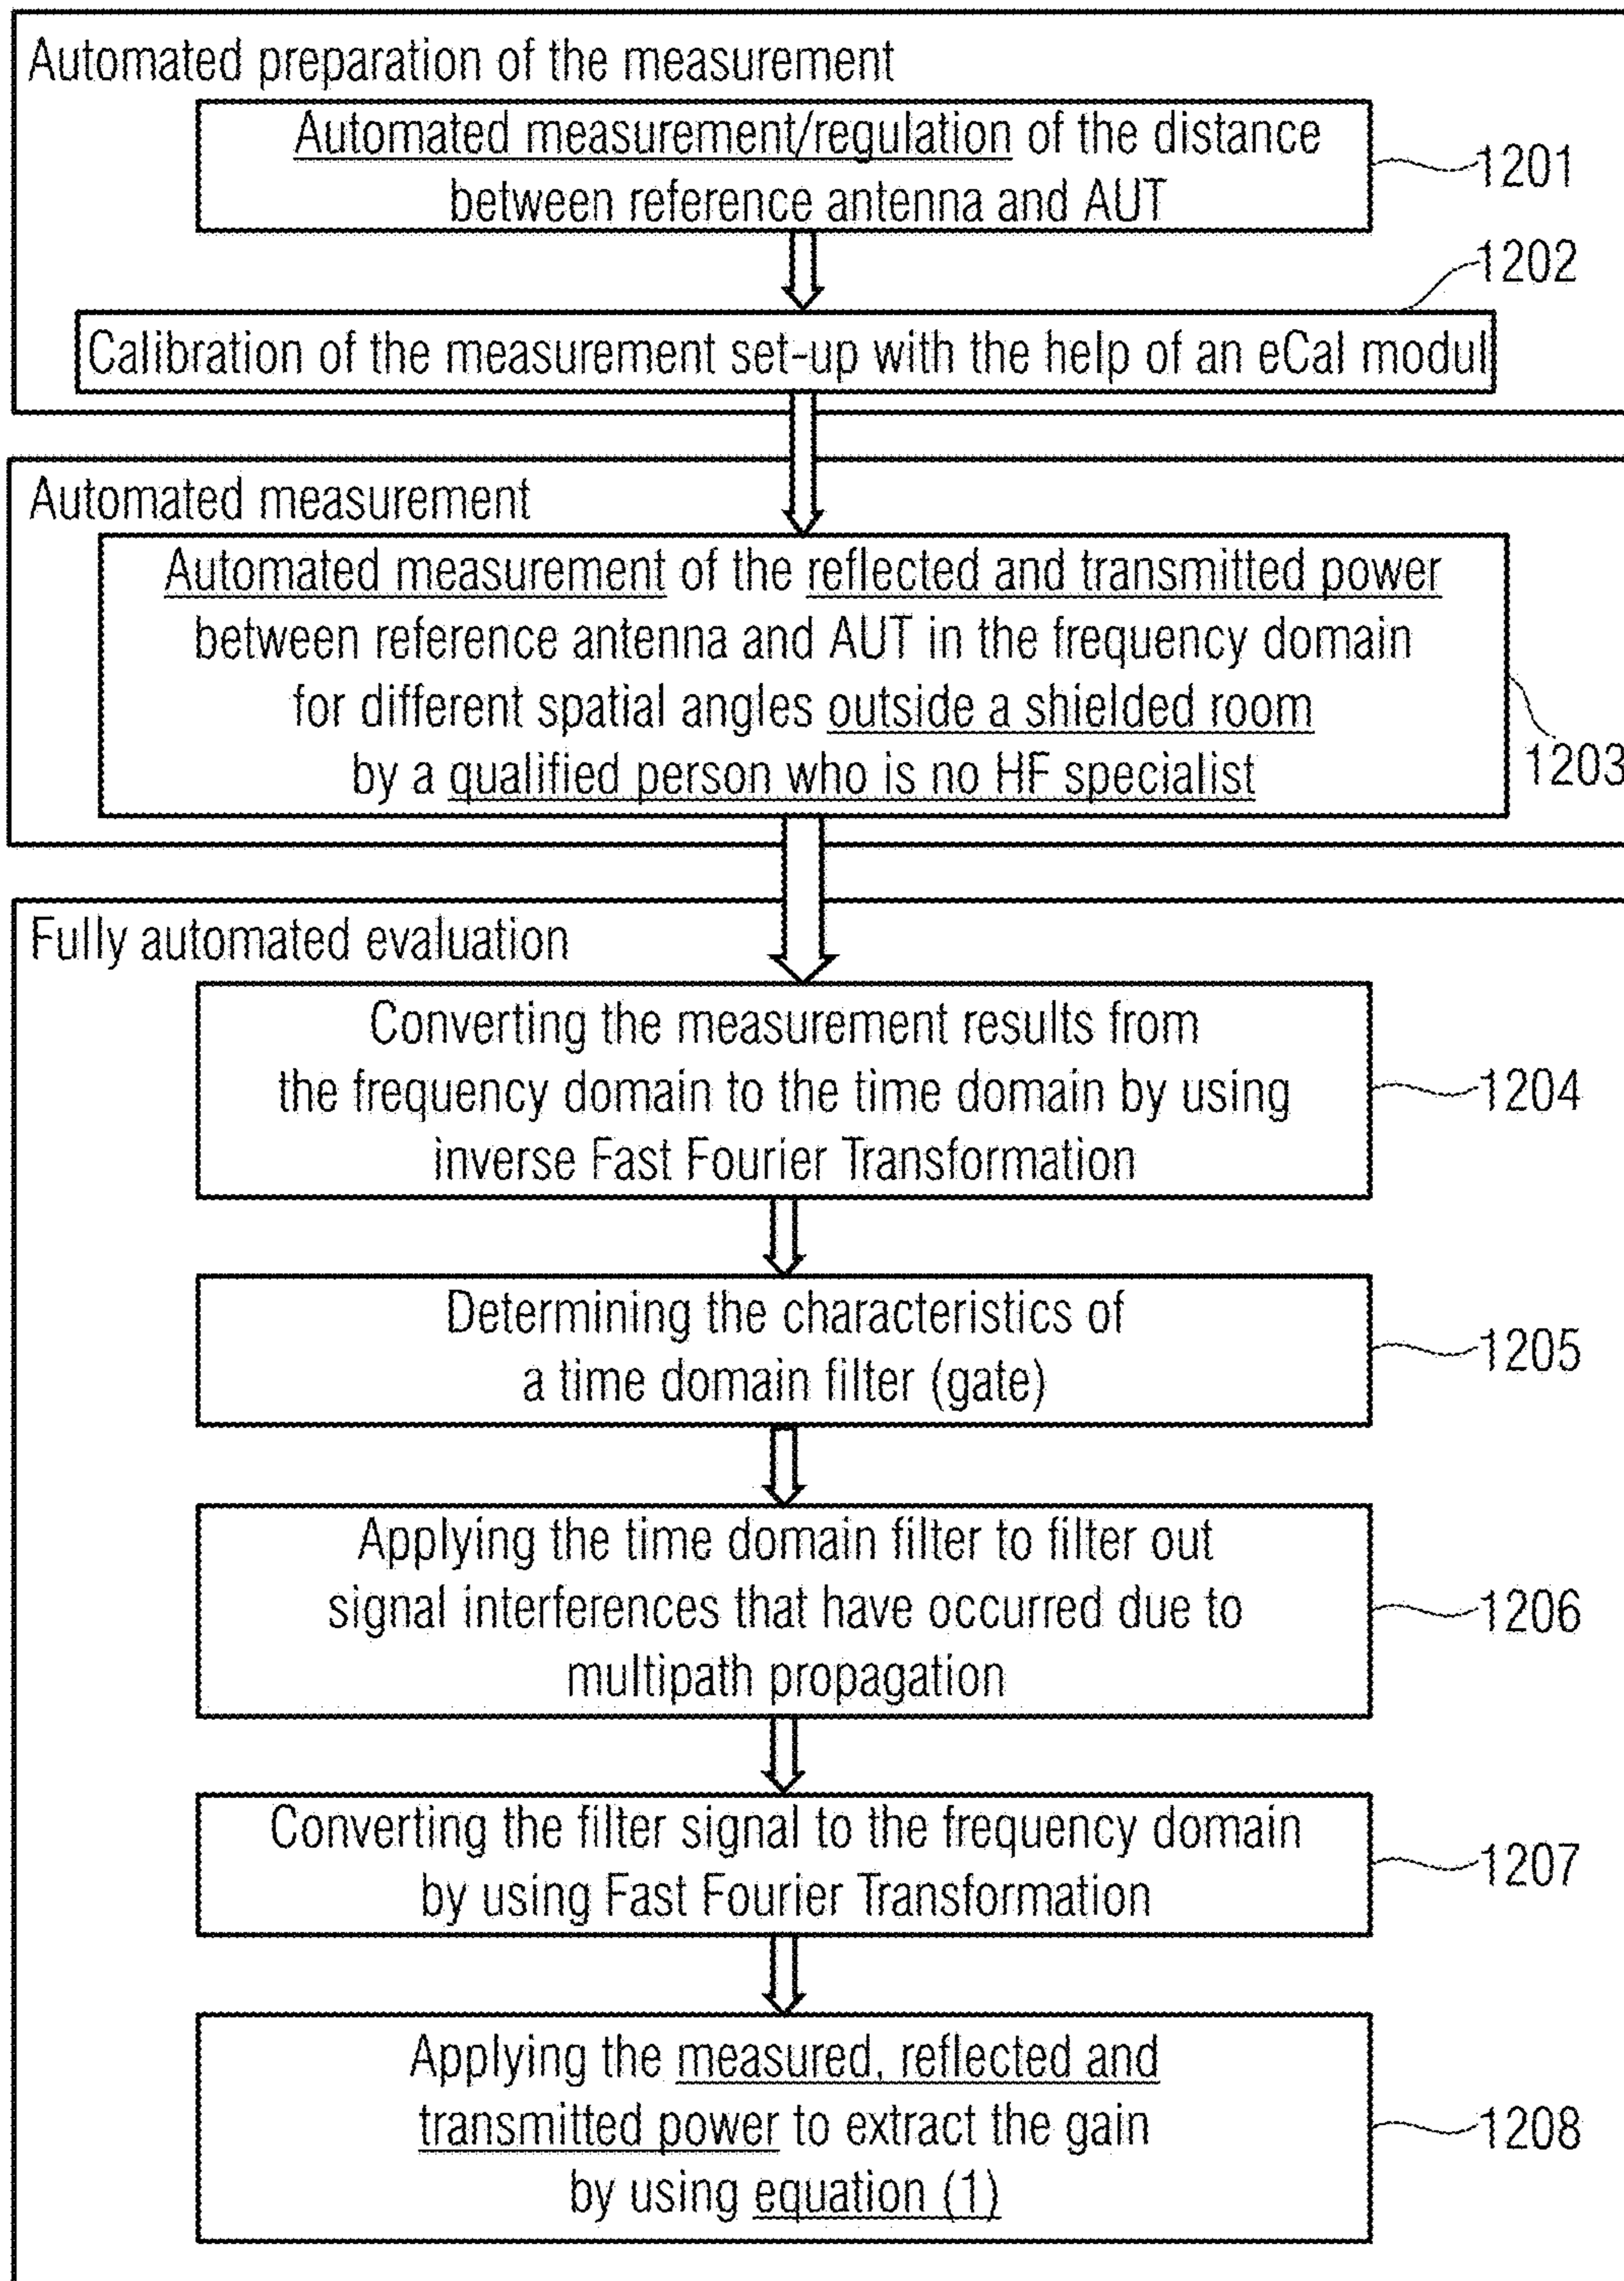 Automated preparation of the measurement
Automated measurement/regulation of the distance
between reference antenna and AUT
1201
1202
Calibration of the measurement set-up with the help of an eCal modul
Automated measurement
Automated measurement of the reflected and transmitted power
between reference antenna and AUT in the frequency domain
for different spatial angles outside a shielded room
by a qualified person who is no HF specialist
1203
Fully automated evaluation
Converting the measurement results from
the frequency domain to the time domain by using
inverse Fast Fourier Transformation
1204
Determining the characteristics of
a time domain filter (gate)
1205
Applying the time domain filter to filter out
signal interferences that have occurred due to
multipath propagation
1206
Converting the filter signal to the frequency domain
by using Fast Fourier Transformation
1207
Applying the measured, reflected and
transmitted power to extract the gain
by using equation (1)
1208